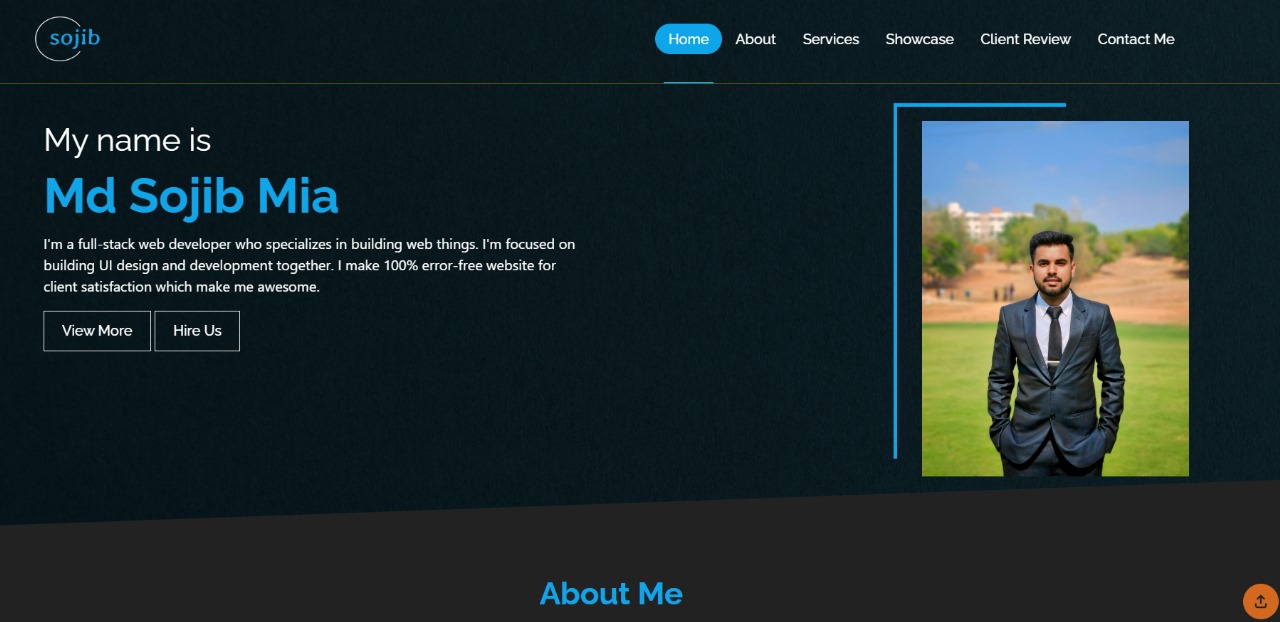 sojib
Home About Services Showcase Client Review Contact Me
My name is
Md Sojib Mia
I'm a full-stack web developer who specializes in building web things. I'm focused on
building UI design and development together. I make 100% error-free website for
client satisfaction which make me awesome.
View More Hire Us
About Me